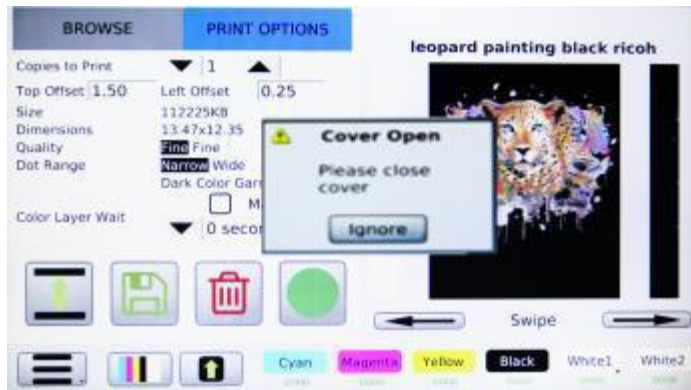 BROWSE
PRINT OPTIONS
leopard painting black ricoh
Copies to Print 1
Top Offset 1.50 Left Offset 0.25
Size 112225KB
Dimensions 13.47x12.35
Quality Fine Fine
Dot Range Narrow Wide
Dark Color Gar
M
Color Layer Wait 0 secon
Cover Open
Please close
cover
Ignore
Swipe
Cyan Magenta Yellow Black White1 White2